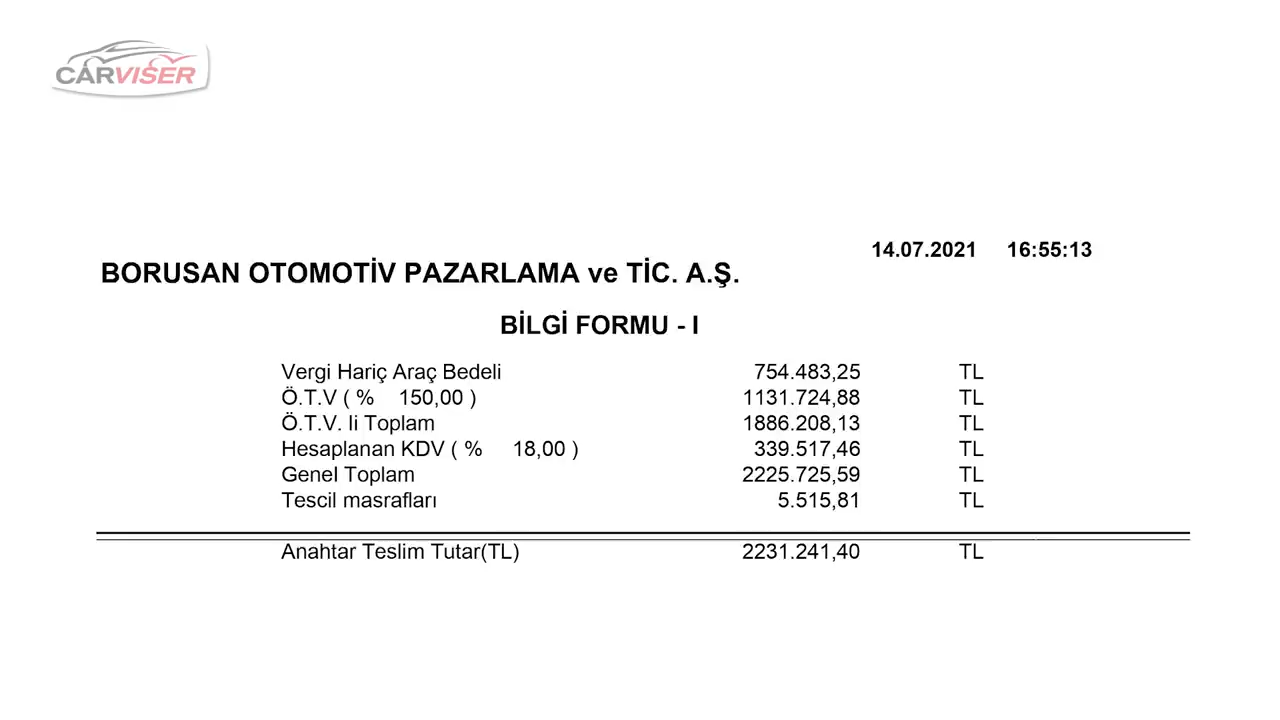 CARVISER
14.07.2021 16:55:13
BORUSAN OTOMOTİV PAZARLAMA ve TİC. A.Ş.
BİLGİ FORMU - I
Vergi Hariç Araç Bedeli 754.483,25 TL
Ö.T.V ( % 150,00 ) 1131.724,88 TL
Ö.T.V. li Toplam 1886.208,13 TL
Hesaplanan KDV ( % 18,00 ) 339.517,46 TL
Genel Toplam 2225.725,59 TL
Tescil masrafları 5.515,81 TL
Anahtar Teslim Tutar(TL) 2231.241,40 TL